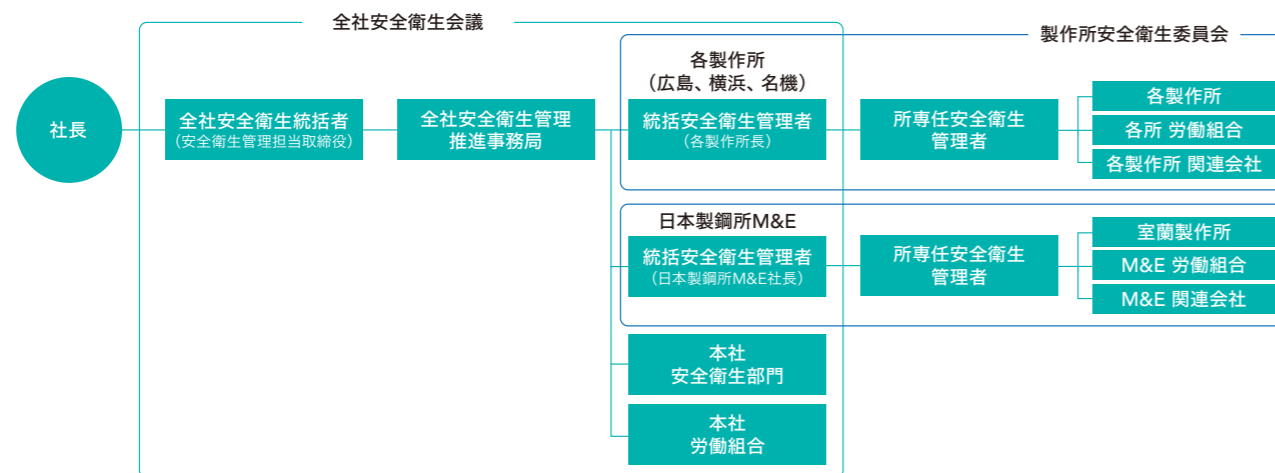 全社安全衛生会議
製作所安全衛生委員会
社長
全社安全衛生統括者
（安全衛生管理担当取締役）
全社安全衛生管理
推進事務局
各製作所
（広島、横浜、名機）
統括安全衛生管理者
（各製作所長）
所専任安全衛生
管理者
各製作所
各所 労働組合
各製作所 関連会社
日本製鋼所M&E
統括安全衛生管理者
（日本製鋼所M&E社長）
所専任安全衛生
管理者
室蘭製作所
M&E 労働組合
M&E 関連会社
本社
安全衛生部門
本社
労働組合